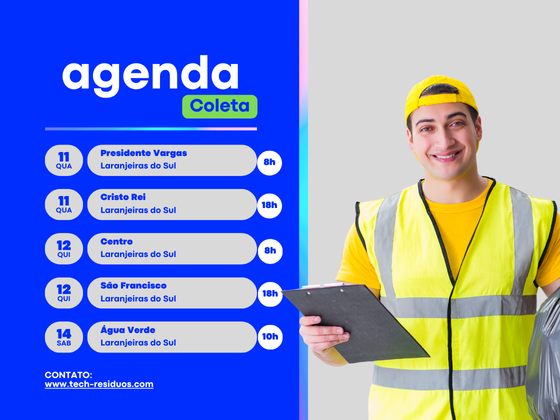 agenda
Coleta
11
QUA
Presidente Vargas
Laranjeiras do Sul
8h
11
QUA
Cristo Rei
Laranjeiras do Sul
18h
12
QUI
Centro
Laranjeiras do Sul
8h
12
QUI
São Francisco
Laranjeiras do Sul
18h
14
SAB
Água Verde
Laranjeiras do Sul
10h
CONTATO:
www.tech-residuos.com